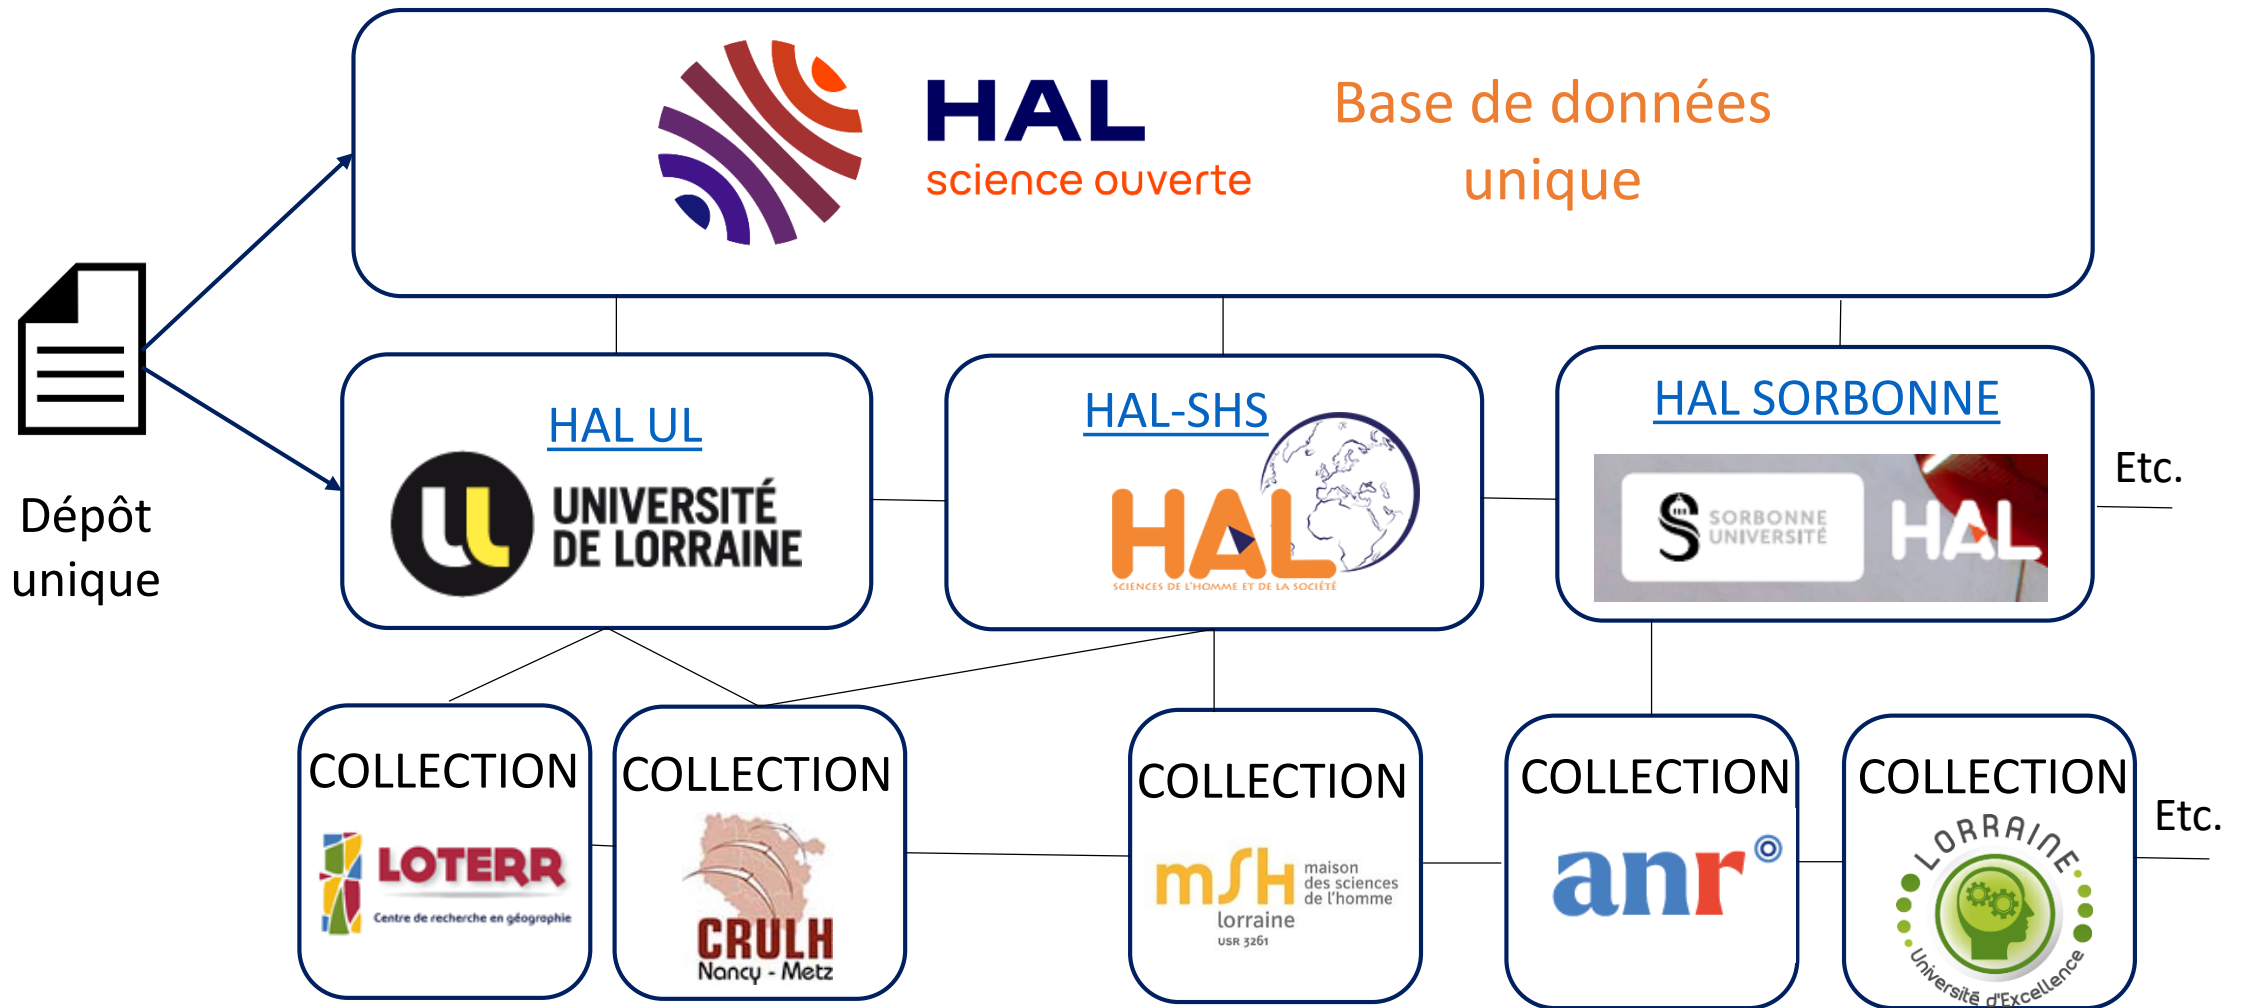 HAL
science ouverte
Base de données
unique
Dépôt
unique
HAL UL
UNIVERSITÉ
DE LORRAINE
HAL-SHS
HAL
SCIENCES DE L'HOMME ET DE LA SOCIÉTÉ
HAL SORBONNE
SORBONNE
UNIVERSITÉ
HAL
Etc.
COLLECTION
LOTERR
Centre de recherche en géographie
COLLECTION
CRULH
Nancy - Metz
COLLECTION
mSH
maison
des sciences
de l'homme
lorraine
USR 3261
COLLECTION
anr
COLLECTION
LORRAINE
Université d'Excellence
Etc.